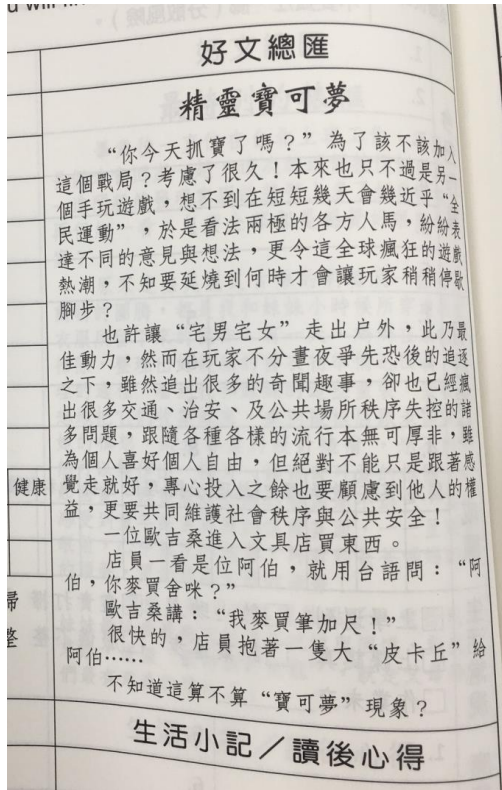 好文總匯
精靈寶可夢
“你今天抓寶了嗎？”為了該不該加入
這個戰局？考慮了很久！本來也只不過是另一
個手玩遊戲，想不到在短短幾天會幾近乎“全
民運動”，於是看法兩極的各方人馬，紛紛表
達不同的意見與想法，更令這全球瘋狂的遊戲
熱潮，不知要延燒到何時才會讓玩家稍稍停歇
腳步？
也許讓“宅男宅女”走出户外，此乃最
佳動力，然而在玩家不分晝夜爭先恐後的追逐
之下，雖然追出很多的奇聞趣事，卻也已經瘋
出很多交通、治安、及公共場所秩序失控的諸
多問題，跟隨各種各樣的流行本無可厚非，雖
為個人喜好個人自由，但絕對不能只是跟著感
覺走就好，專心投入之餘也要顧慮到他人的權
益，更要共同維護社會秩序與公共安全！
一位歐吉桑進入文具店買東西。
店員一看是位阿伯，就用台語問：“阿
伯，你麥買舍咪？”
歐吉桑講：“我麥買筆加尺！”
很快的，店員抱著一隻大“皮卡丘”給
阿伯……
不知道這算不算“寶可夢”現象？
生活小記／讀後心得
健康